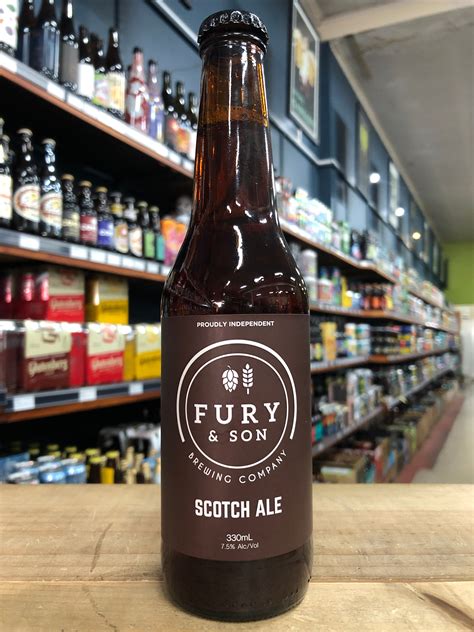 PROUDLY INDEPENDENT
FURY
& SON
BREWING COMPANY
SCOTCH ALE
330mL
7.5% Alc/Vol